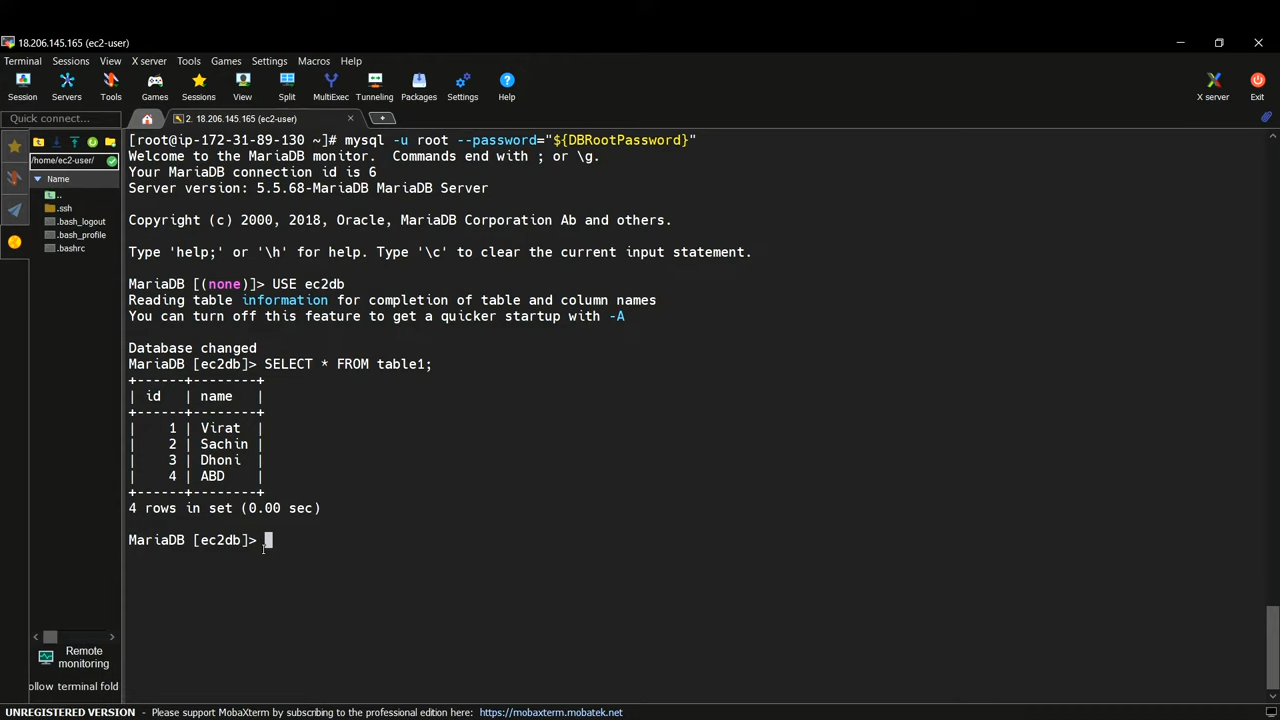 18.206.145.165 (ec2-user)
Terminal Sessions View X server Tools Games Settings Macros Help
Session Servers Tools Games Sessions View Split MultiExec Tunneling Packages Settings Help X server Exit
Quick connect...
2. 18.206.145.165 (ec2-user)
/home/ec2-user/
Name
..
.ssh
.bash_logout
.bash_profile
.bashrc
Remote
monitoring
ollow terminal fold
[root@ip-172-31-89-130 ~]# mysql -u root --password="${DBRootPassword}"
Welcome to the MariaDB monitor.  Commands end with ; or \g.
Your MariaDB connection id is 6
Server version: 5.5.68-MariaDB MariaDB Server
Copyright (c) 2000, 2018, Oracle, MariaDB Corporation Ab and others.
Type 'help;' or '\h' for help. Type '\c' to clear the current input statement.
MariaDB [(none)]> USE ec2db
Reading table information for completion of table and column names
You can turn off this feature to get a quicker startup with -A
Database changed
MariaDB [ec2db]> SELECT * FROM table1;
+------+--------+
| id   | name   |
+------+--------+
|    1 | Virat  |
|    2 | Sachin |
|    3 | Dhoni  |
|    4 | ABD    |
+------+--------+
4 rows in set (0.00 sec)
MariaDB [ec2db]>
UNREGISTERED VERSION - Please support MobaXterm by subscribing to the professional edition here: https://mobaxterm.mobatek.net